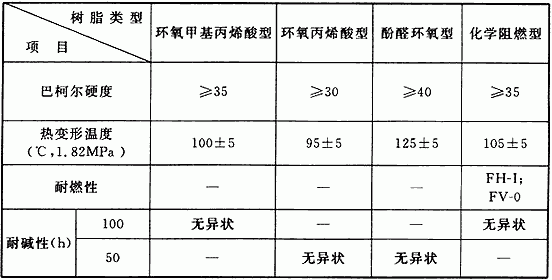 树脂类型
项目
环氧甲基丙烯酸型 环氧丙烯酸型 酚醛环氧型 化学阻燃型
巴柯尔硬度 ≥35 ≥30 ≥40 ≥35
热变形温度
(℃,1.82MPa) 100±5 95±5 125±5 105±5
耐燃性 — — — FH-I;
FV-0
耐碱性(h) 100 无异状 — — 无异状
50 — 无异状 无异状 —